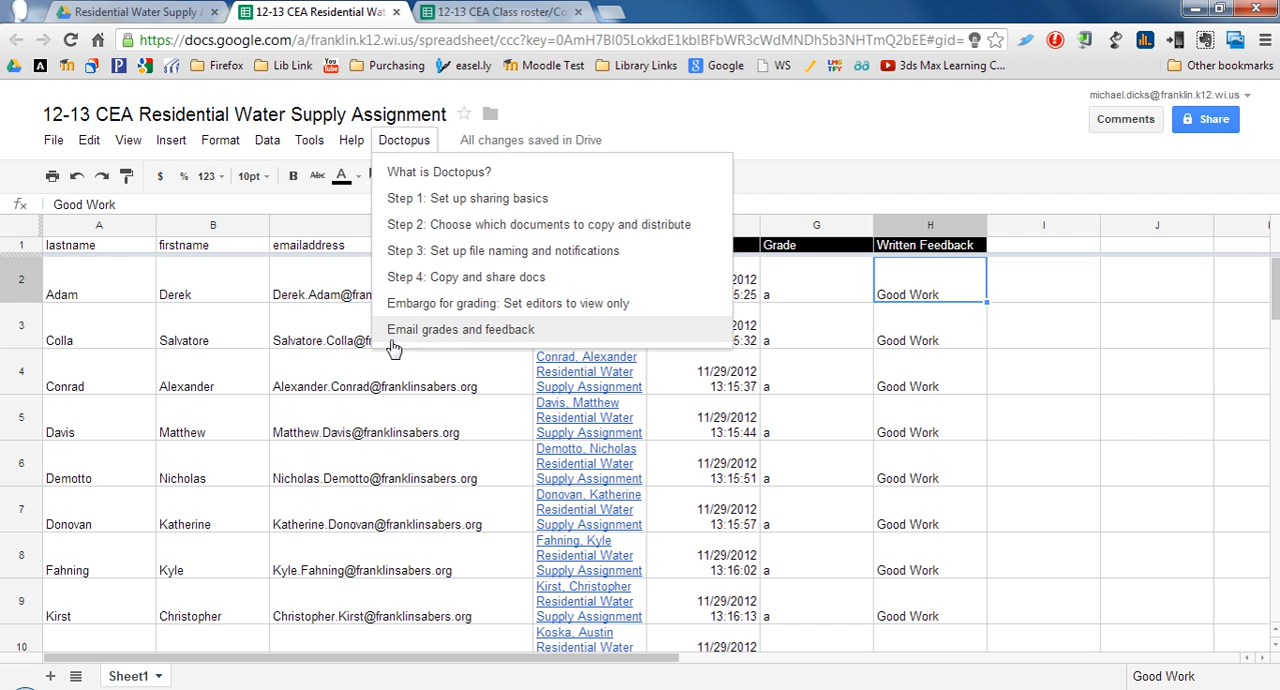 Residential Water Supply A
12-13 CEA Residential Wat
12-13 CEA Class roster/Co
https://docs.google.com/a/franklin.k12.wi.us/spreadsheet/
Firefox
Lib Link
Purchasing
easel.ly
Moodle Test
Library Links
Google
WS
3ds Max Learning C...
Other bookmarks
michael.dicks@franklin.k12.wi.us
12-13 CEA Residential Water Supply Assignment
Comments
Share
File Edit View Insert Format Data Tools Help Doctopus All changes saved in Drive
$ % 123 10pt B Abc A
What is Doctopus?
Step 1: Set up sharing basics
Step 2: Choose which documents to copy and distribute
Step 3: Set up file naming and notifications
Step 4: Copy and share docs
Embargo for grading: Set editors to view only
Email grades and feedback
fx Good Work
A B G H I J
1 lastname firstname emailaddress Grade Written Feedback
2 Adam Derek Derek.Adam@fran 2012
5:25 a Good Work
3 Colla Salvatore Salvatore.Colla@f 2012
5:32 a Good Work
Conrad, Alexander
Residential Water 11/29/2012
4 Conrad Alexander Alexander.Conrad@franklinsabers.org Supply Assignment 13:15:37 a Good Work
Davis, Matthew
Residential Water 11/29/2012
5 Davis Matthew Matthew.Davis@franklinsabers.org Supply Assignment 13:15:44 a Good Work
Demotto, Nicholas
Residential Water 11/29/2012
6 Demotto Nicholas Nicholas.Demotto@franklinsabers.org Supply Assignment 13:15:51 a Good Work
Donovan, Katherine
Residential Water 11/29/2012
7 Donovan Katherine Katherine.Donovan@franklinsabers.org Supply Assignment 13:15:57 a Good Work
Fahning, Kyle
Residential Water 11/29/2012
8 Fahning Kyle Kyle.Fahning@franklinsabers.org Supply Assignment 13:16:02 a Good Work
Kirst, Christopher
Residential Water 11/29/2012
9 Kirst Christopher Christopher.Kirst@franklinsabers.org Supply Assignment 13:16:13 a Good Work
Koska, Austin
10 Residential Water 11/29/2012
Sheet1
Good Work